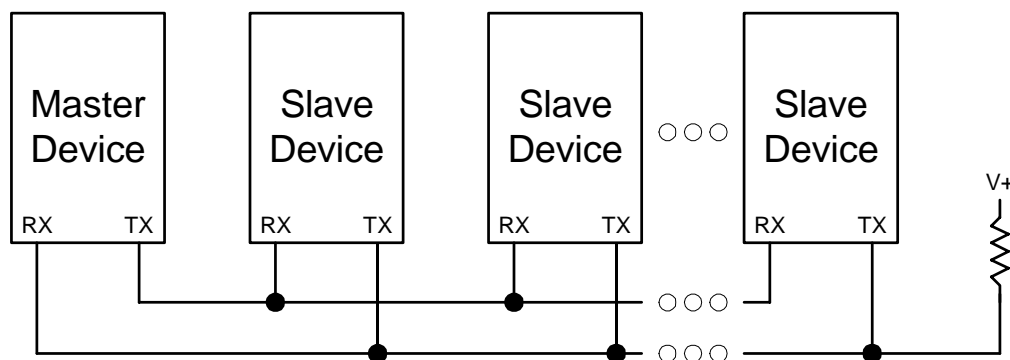 Master
Device
Slave
Device
Slave
Device
Slave
Device
RX TX
RX TX
RX TX
RX TX
V+